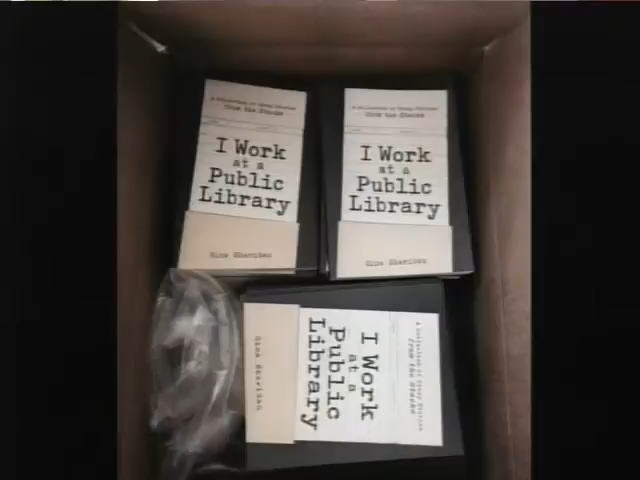 A Collection of Crazy Stories
from the Stacks
I Work
at a
Public
Library
Gina Sheridan
A Collection of Crazy Stories
from the Stacks
I Work
at a
Public
Library
Gina Sheridan
A Collection of Crazy Stories
from the Stacks
I Work
at a
Public
Library
Gina Sheridan